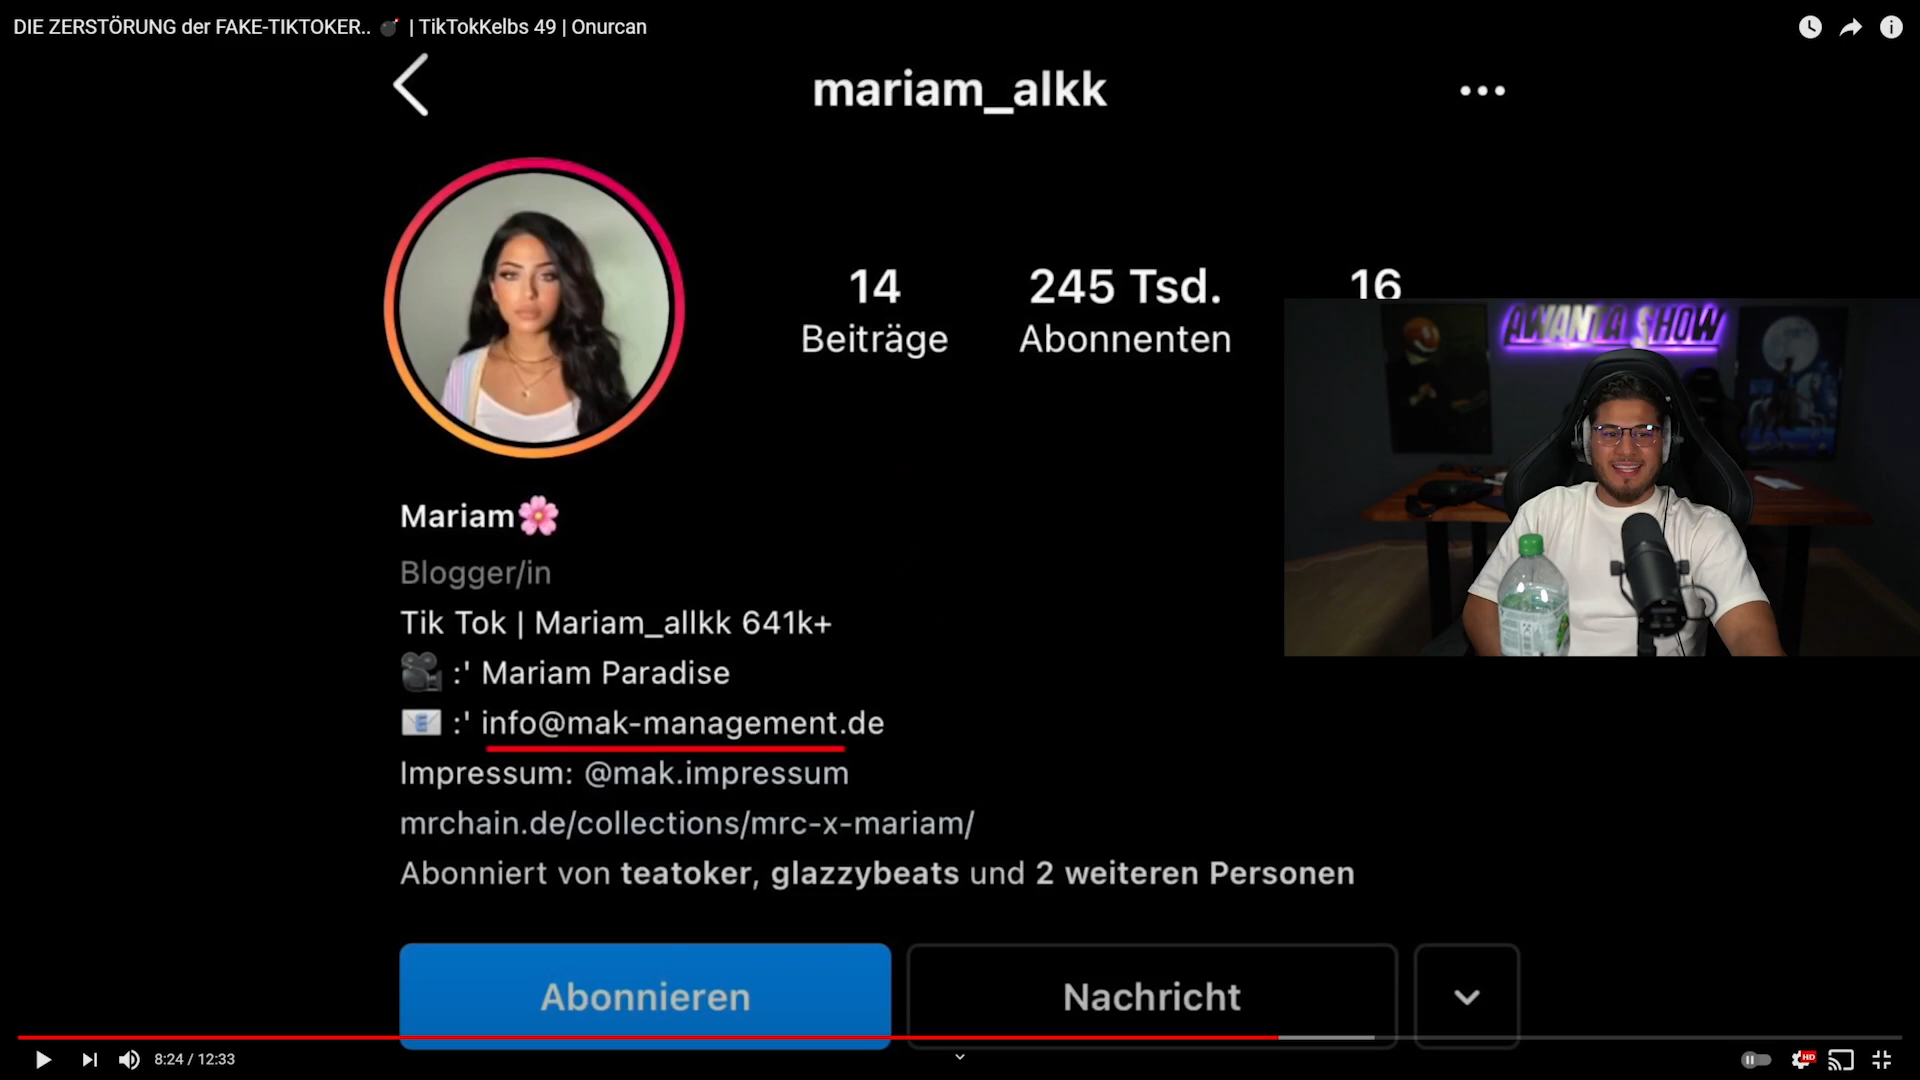 DIE ZERSTÖRUNG der FAKE-TIKTOKER.. 💣 | TikTokKelbs 49 | Onurcan
mariam_alkk
14 245 Tsd. 16
Beiträge Abonnenten
AWANTA SHOW
Mariam🌸
Blogger/in
Tik Tok | Mariam_allkk 641k+
🎥 :' Mariam Paradise
📧 :' info@mak-management.de
Impressum: @mak.impressum
mrchain.de/collections/mrc-x-mariam/
Abonniert von teatoker, glazzybeats und 2 weiteren Personen
Abonnieren Nachricht
8:24 / 12:33
HD